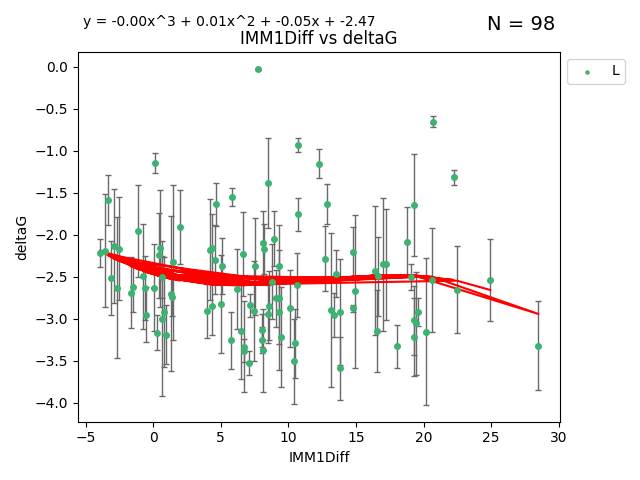 y = -0.00x^3 + 0.01x^2 + -0.05x + -2.47
N = 98
IMM1Diff vs deltaG
L
0.0
−0.5
−1.0
−1.5
−2.0
−2.5
−3.0
−3.5
−4.0
deltaG
−5 0 5 10 15 20 25 30
IMM1Diff